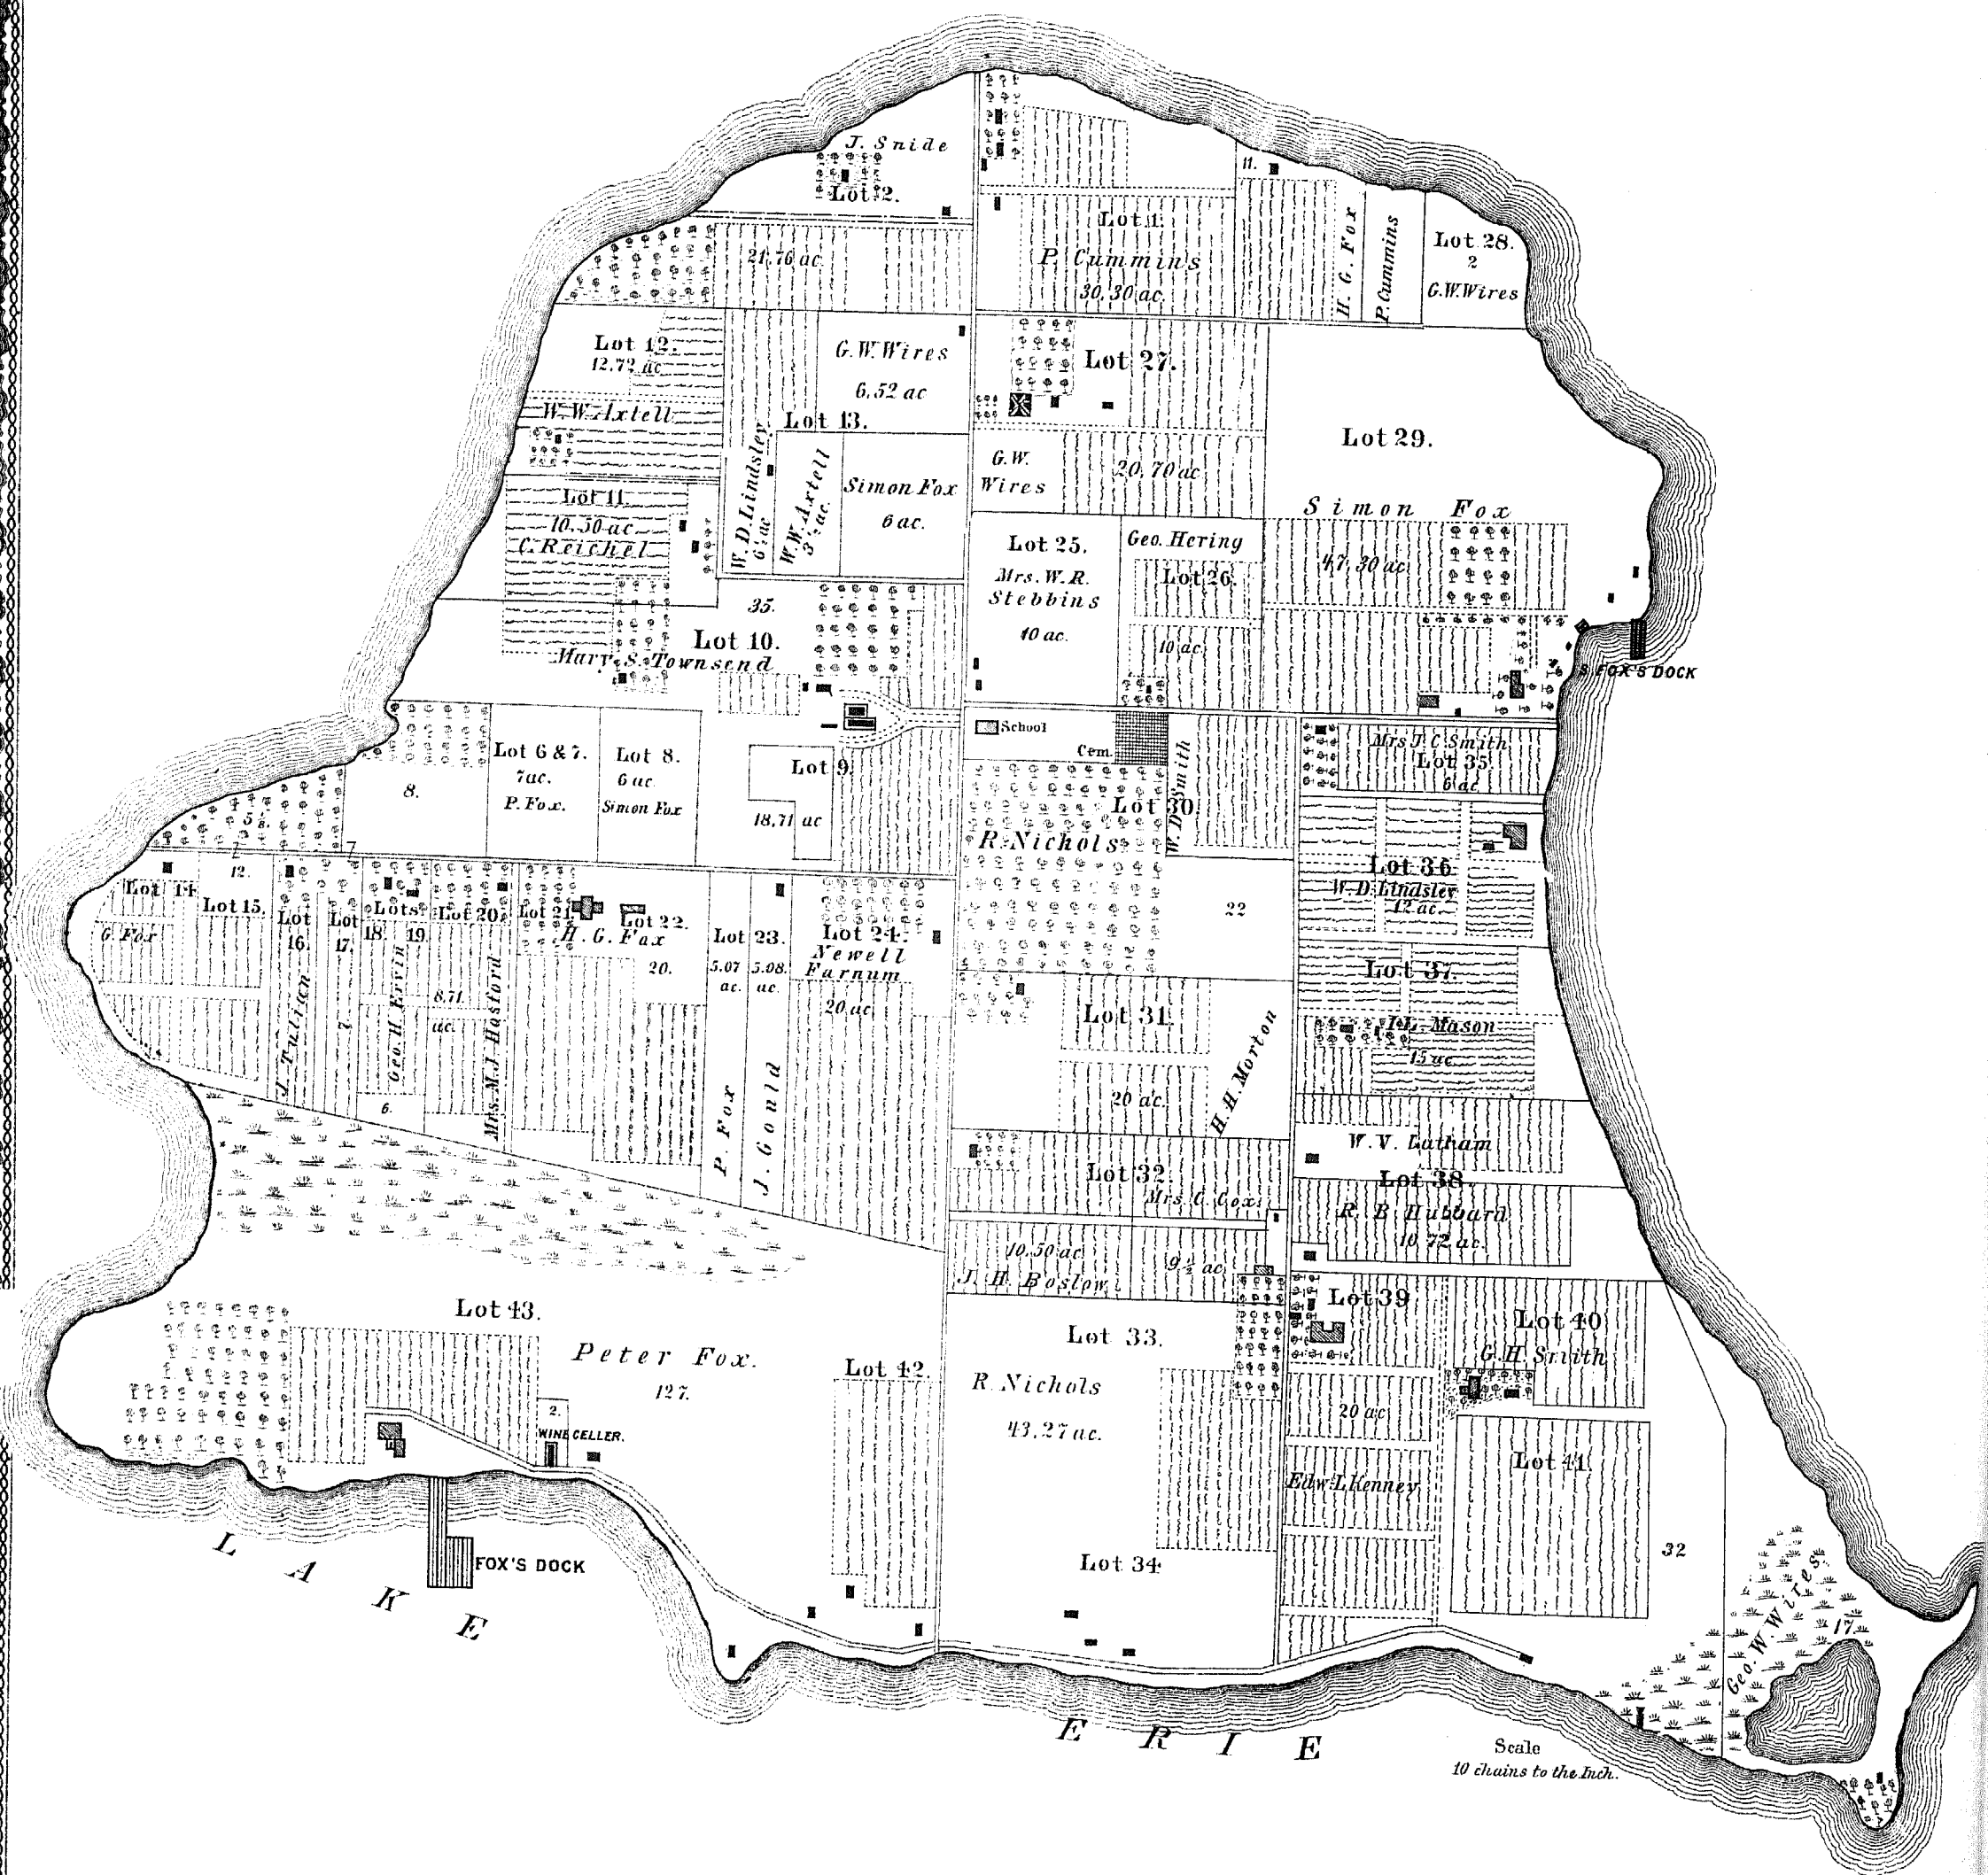 J. Snide
Lot 2.
21,76 ac.
Lot 1.
P. Cummins
30,30 ac.
11.
H. G. Fox
P. Cummins
Lot 28.
2
G.W.Wires
Lot 12.
12,72 ac
W. W. Axtell
G.W.Wires
6,52 ac
Lot 13.
W. D. Lindsley
6½ ac
W.W. Axtell
3½ ac.
Simon Fox
6 ac.
Lot 27.
G.W.
Wires
20,70 ac
Lot 29.
Simon Fox
47,30 ac
Lot 11.
10,50 ac
C. Reichel
Lot 25.
Mrs. W. R.
Stebbins
10 ac.
Geo. Hering
Lot 26.
10 ac.
35.
Lot 10.
Mary S. Townsend
S. FOX'S DOCK
School
Cem.
W. D. Smith
Mrs J C Smith
Lot 35
6 ac
8.
Lot 6 & 7.
7ac.
P. Fox.
Lot 8.
6 ac
Simon Fox
Lot 9
18,71 ac
Lot 30
R. Nichols
22
Lot 36
W. D. Lindsley
12 ac.
5
7
12.
Lot 14
G. Fox
Lot 15.
Lot
16.
J. Tulien
Lot
17.
7
Lots
18. 19.
Geo. H Ervin
6.
Lot 20.
8,71
ac.
Mrs. M.J. Hasford
Lot 21
Lot 22.
H. G. Fax
20.
Lot 23.
5.07
ac.
5.08.
ac.
P. Fox
J. Gould
Lot 24.
Newell
Farnum
20 ac
Lot 31
20 ac.
H. H. Morton
Lot 37.
I L. Mason
15 ac
W. V. Latham
Lot 38
R. B Hubbard
10 72 ac.
Lot 32
Mrs. C. Cox.
10,50 ac
J. H. Boslow
9½ ac
Lot 39
20 ac
Edw. L Kenney
Lot 40
G. H. Smith
Lot 41
32
Lot 43.
Peter Fox.
127.
2.
WINE CELLER.
Lot 42.
Lot 33.
R. Nichols
43,27 ac.
Lot 34
FOX'S DOCK
Geo. W. Wires
17.
LAKE
ERIE
Scale
10 chains to the Inch.